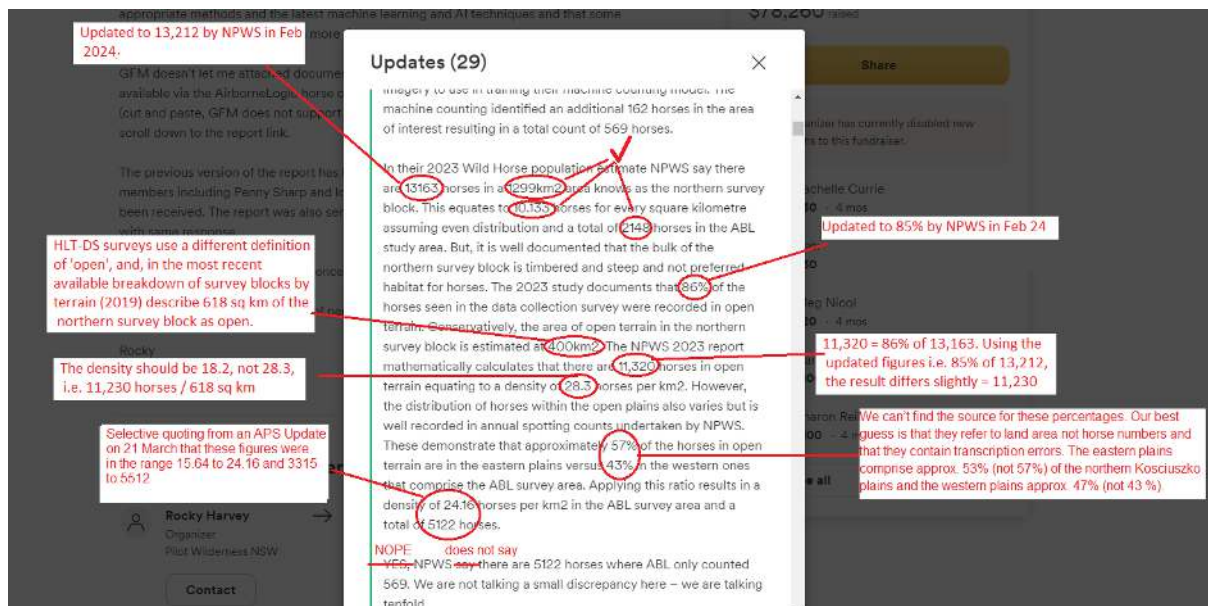 appropriate methods and the latest machine learning and AI techniques and that some
$78,260 raised
Updated to 13,212 by NPWS in Feb
2024.
more
Updates (29)
Share
GFM doesn't let me attached docume
available via the AirborneLogic horse c
(cut and paste, GFM does not support
scroll down to the report link.
imagery to use in training their machine counting model. The
machine counting identified an additional 162 horses in the area
of interest resulting in a total count of 569 horses.
nizer has currently disabled new
to this fundraiser.
The previous version of the report has
members including Penny Sharp and
been received. The report was also sen
with same response
In their 2023 Wild Horse population estimate NPWS say there
are 13163 horses in a 1299km2 area known as the northern survey
block. This equates to 10.133 horses for every square kilometre
assuming even distribution and a total of 2148 horses in the ABL
study area. But, it is well documented that the bulk of the
northern survey block is timbered and steep and not preferred
habitat for horses. The 2023 study documents that 86% of the
horses seen in the data collection survey were recorded in open
terrain. Conservatively, the area of open terrain in the northern
survey block is estimated at 400km2. The NPWS 2023 report
mathematically calculates that there are 11,320 horses in open
terrain equating to a density of 28.3 horses per km2. However,
the distribution of horses within the open plains also varies but is
well recorded in annual spotting counts undertaken by NPWS.
These demonstrate that approximately 57% of the horses in open
terrain are in the eastern plains versus 43% in the western ones
that comprise the ABL survey area. Applying this ratio results in a
density of 24.16 horses per km2 in the ABL survey area and a
total of 5122 horses.
NOPE does not say
YES, NPWS say there are 5122 horses where ABL only counted
569. We are not talking a small discrepancy here – we are talking
tenfold
HLT-DS surveys use a different definition
of 'open', and, in the most recent
available breakdown of survey blocks by
terrain (2019) describe 618 sq km of the
northern survey block as open.
Rocky
The density should be 18.2, not 28.3,
i.e. 11,230 horses / 618 sq km
Selective quoting from an APS Update
on 21 March that these figures were
in the range 15.64 to 24.16 and 3315
to 5512
Rocky Harvey
Organizer
Pilot Wilderness NSW
Contact
achelle Currie
· 4 mos
Updated to 85% by NPWS in Feb 24
eg Nicol
· 4 mos
11,320 = 86% of 13,163. Using the
updated figures i.e. 85% of 13,212,
the result differs slightly = 11,230
We can't find the source for these percentages. Our best
guess is that they refer to land area not horse numbers and
that they contain transcription errors. The eastern plains
comprise approx. 53% (not 57%) of the northern Kosciuszko
plains and the western plains approx. 47% (not 43 %)
e all